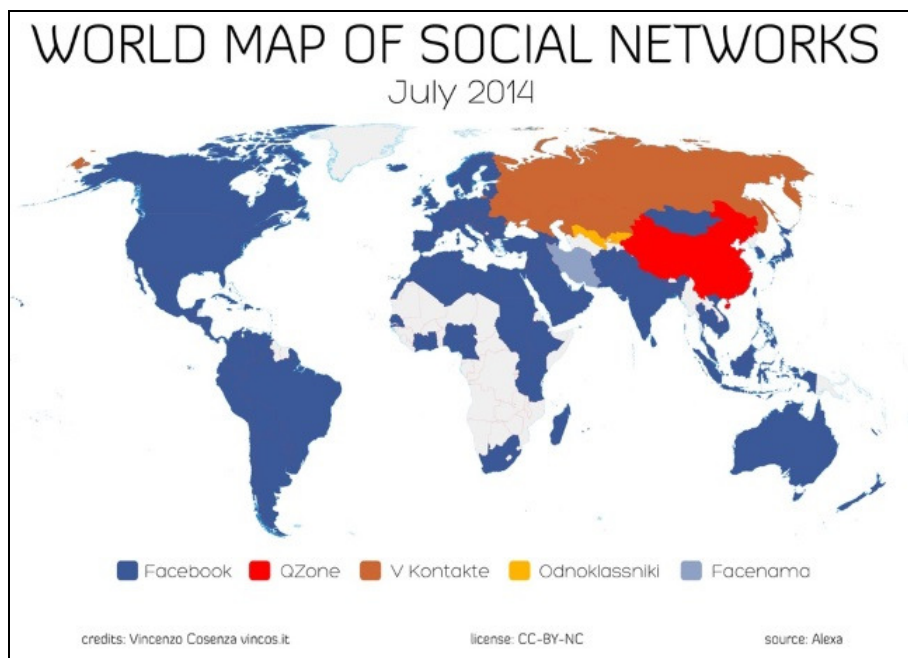 WORLD MAP OF SOCIAL NETWORKS
July 2014
Facebook QZone V Kontakte Odnoklassniki Facenama
credits: Vincenzo Cosenza vincos.it license: CC-BY-NC source: Alexa